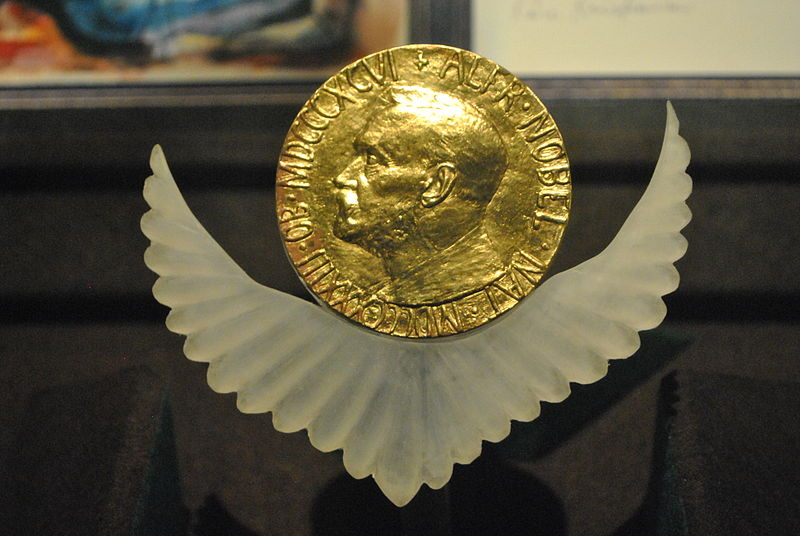 ALFR· NOBEL · NAT· MDCCCXXXIII · OB · MDCCCXCVI